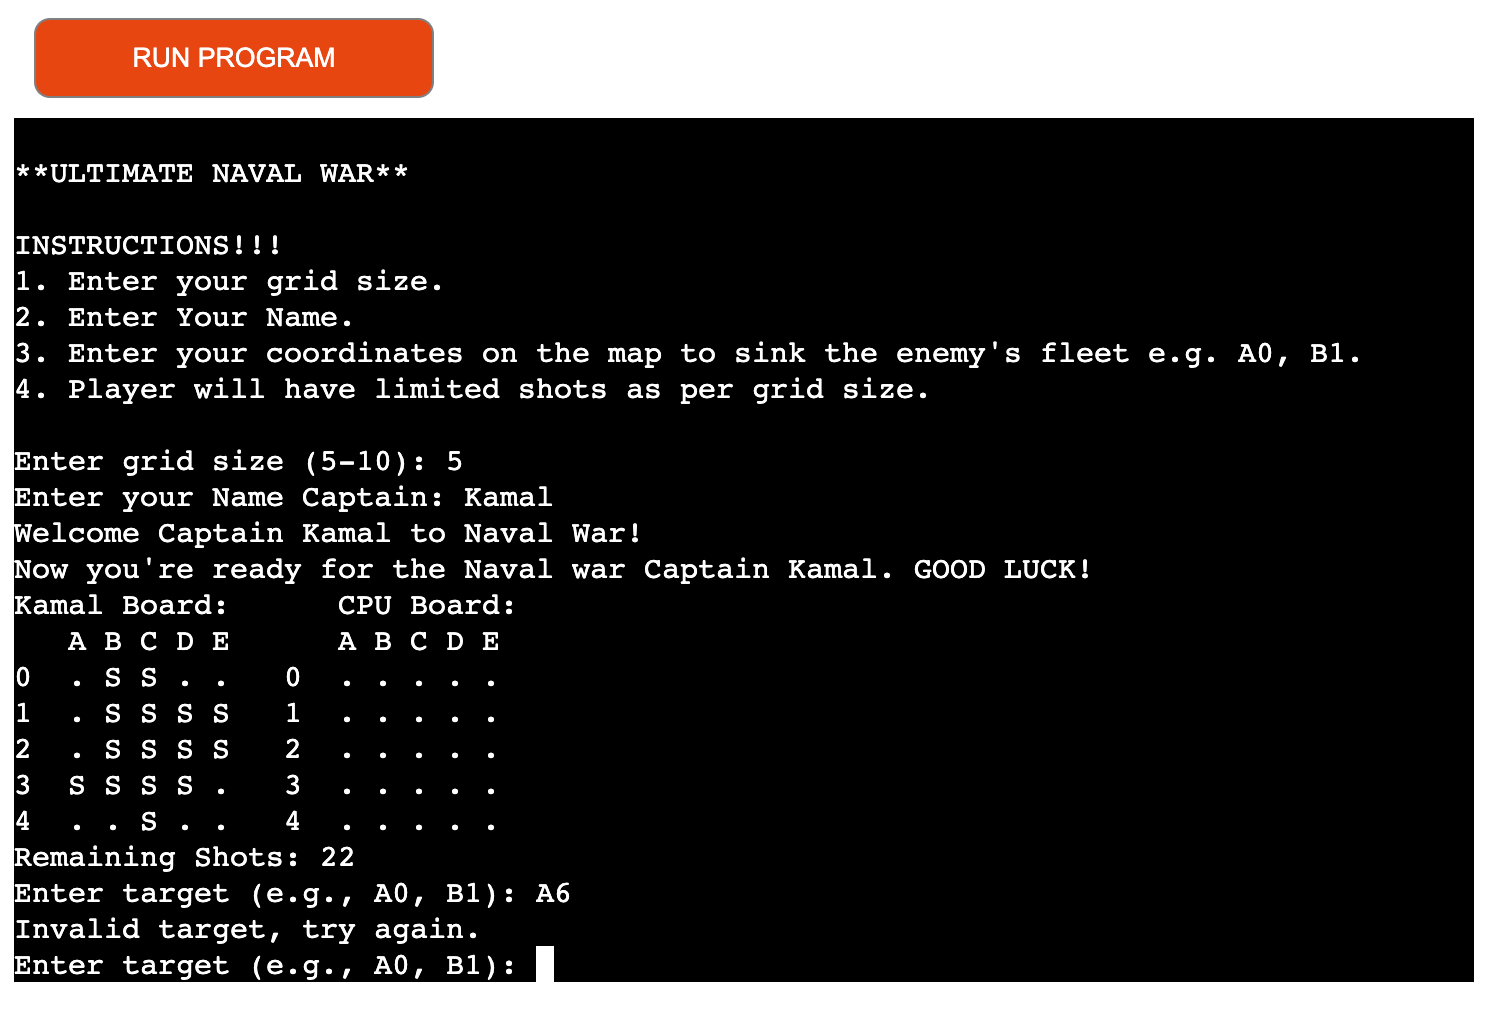 RUN PROGRAM
**ULTIMATE NAVAL WAR**
INSTRUCTIONS!!!
1. Enter your grid size.
2. Enter Your Name.
3. Enter your coordinates on the map to sink the enemy's fleet e.g. A0, B1.
4. Player will have limited shots as per grid size.
Enter grid size (5-10): 5
Enter your Name Captain: Kamal
Welcome Captain Kamal to Naval War!
Now you're ready for the Naval war Captain Kamal. GOOD LUCK!
Kamal Board:      CPU Board:
   A B C D E      A B C D E
0  . S S . .   0  . . . . .
1  . S S S S   1  . . . . .
2  . S S S S   2  . . . . .
3  S S S S .   3  . . . . .
4  . . S . .   4  . . . . .
Remaining Shots: 22
Enter target (e.g., A0, B1): A6
Invalid target, try again.
Enter target (e.g., A0, B1):